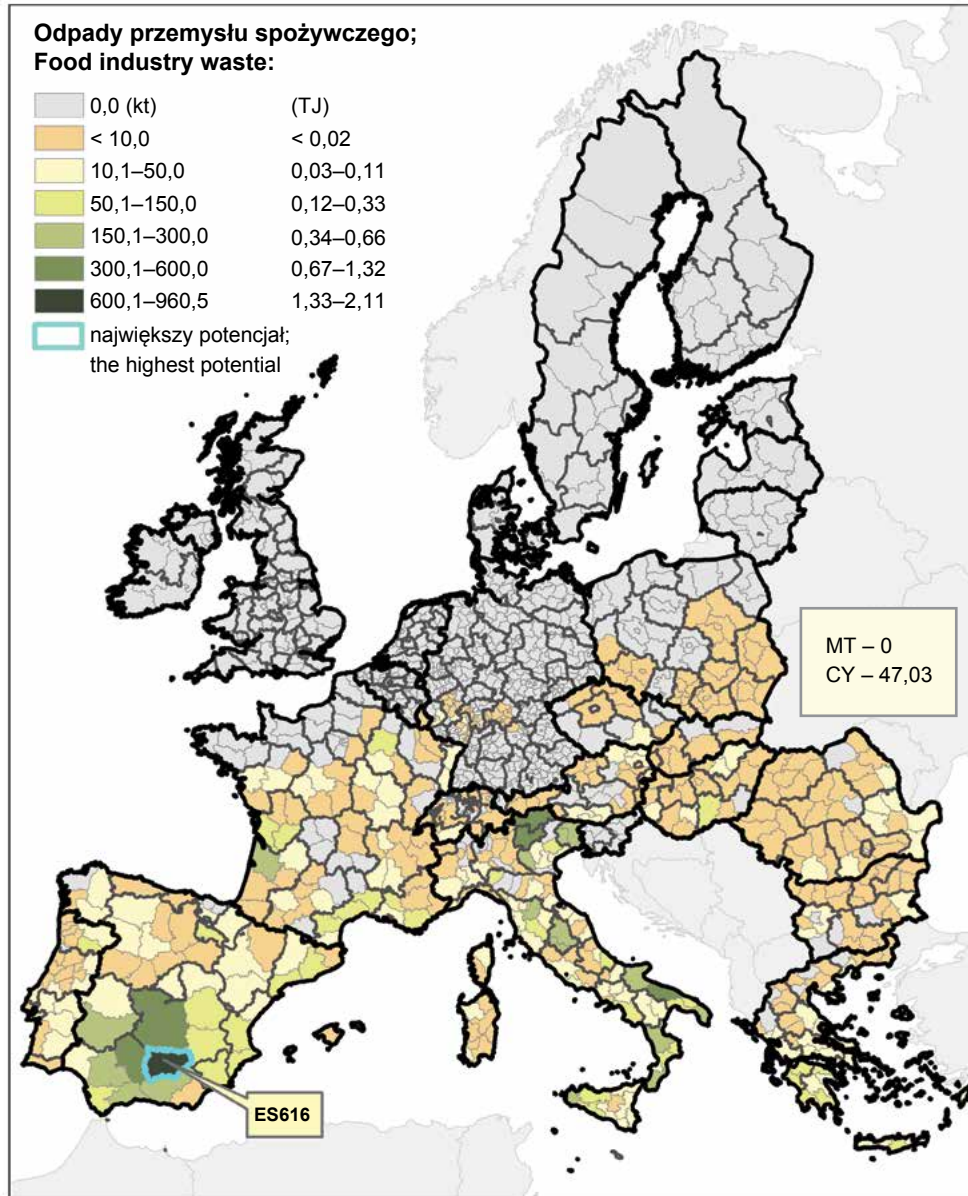 Odpady przemysłu spożywczego;
Food industry waste:
0,0 (kt) (TJ)
< 10,0 < 0,02
10,1–50,0 0,03–0,11
50,1–150,0 0,12–0,33
150,1–300,0 0,34–0,66
300,1–600,0 0,67–1,32
600,1–960,5 1,33–2,11
największy potencjał;
the highest potential
MT – 0
CY – 47,03
ES616